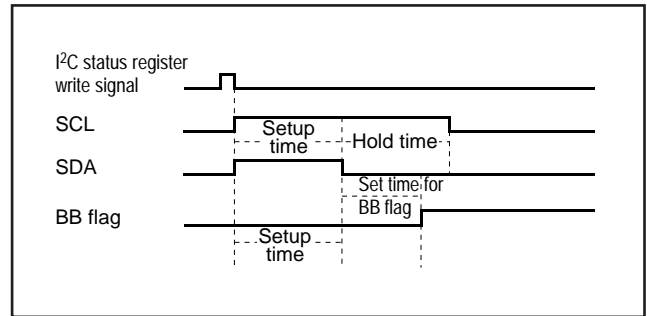 I²C status register
write signal
SCL
Setup
time
Hold time
SDA
Set time for
BB flag
BB flag
Setup
time